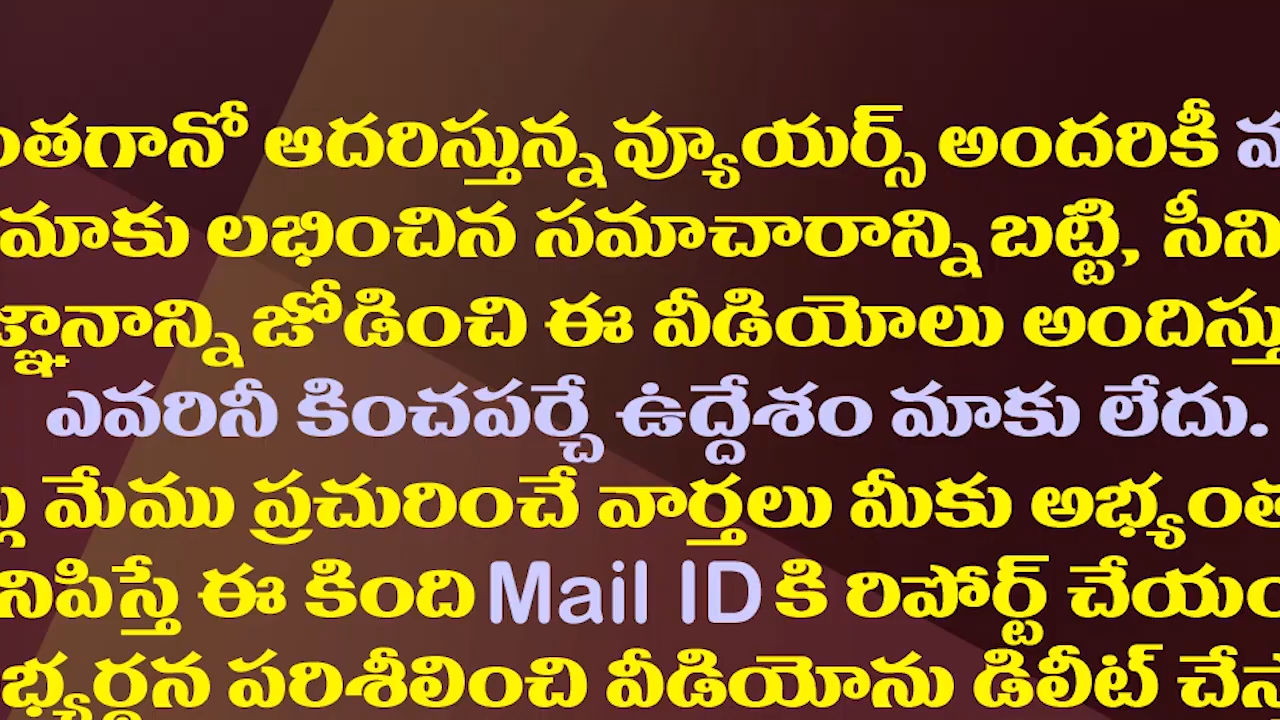 ంతగానో ఆదరిస్తున్న వ్యూయర్స్ అందరికీ
మాకు లభించిన సమాచారాన్ని బట్టి, సీని
జ్ఞానాన్ని జోడించి ఈ వీడియోలు అందిస్తు
ఎవరినీ కించపర్చే ఉద్దేశం మాకు లేదు.
మేము ప్రచురించే వార్తలు మీకు అభ్యంత
నిపిస్తే ఈ కింది Mail ID కి రిపోర్ట్ చేయం
భ్యర్థన పరిశీలించి వీడియోను డిలీట్ చేస